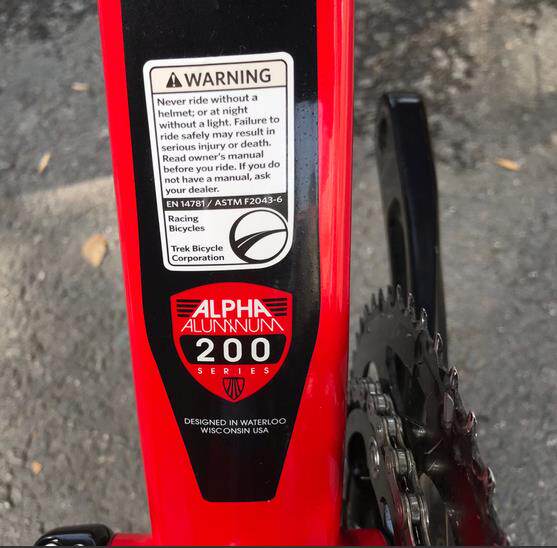 WARNING
Never ride without a
helmet; or at night
without a light. Failure to
ride safely may result in
serious injury or death.
Read owner's manual
before you ride. If you do
not have a manual, ask
your dealer.
EN 14781 / ASTM F2043-6
Racing
Bicycles
Trek Bicycle
Corporation
ALPHA
ALUMINUM
200
SERIES
DESIGNED IN WATERLOO
WISCONSIN USA